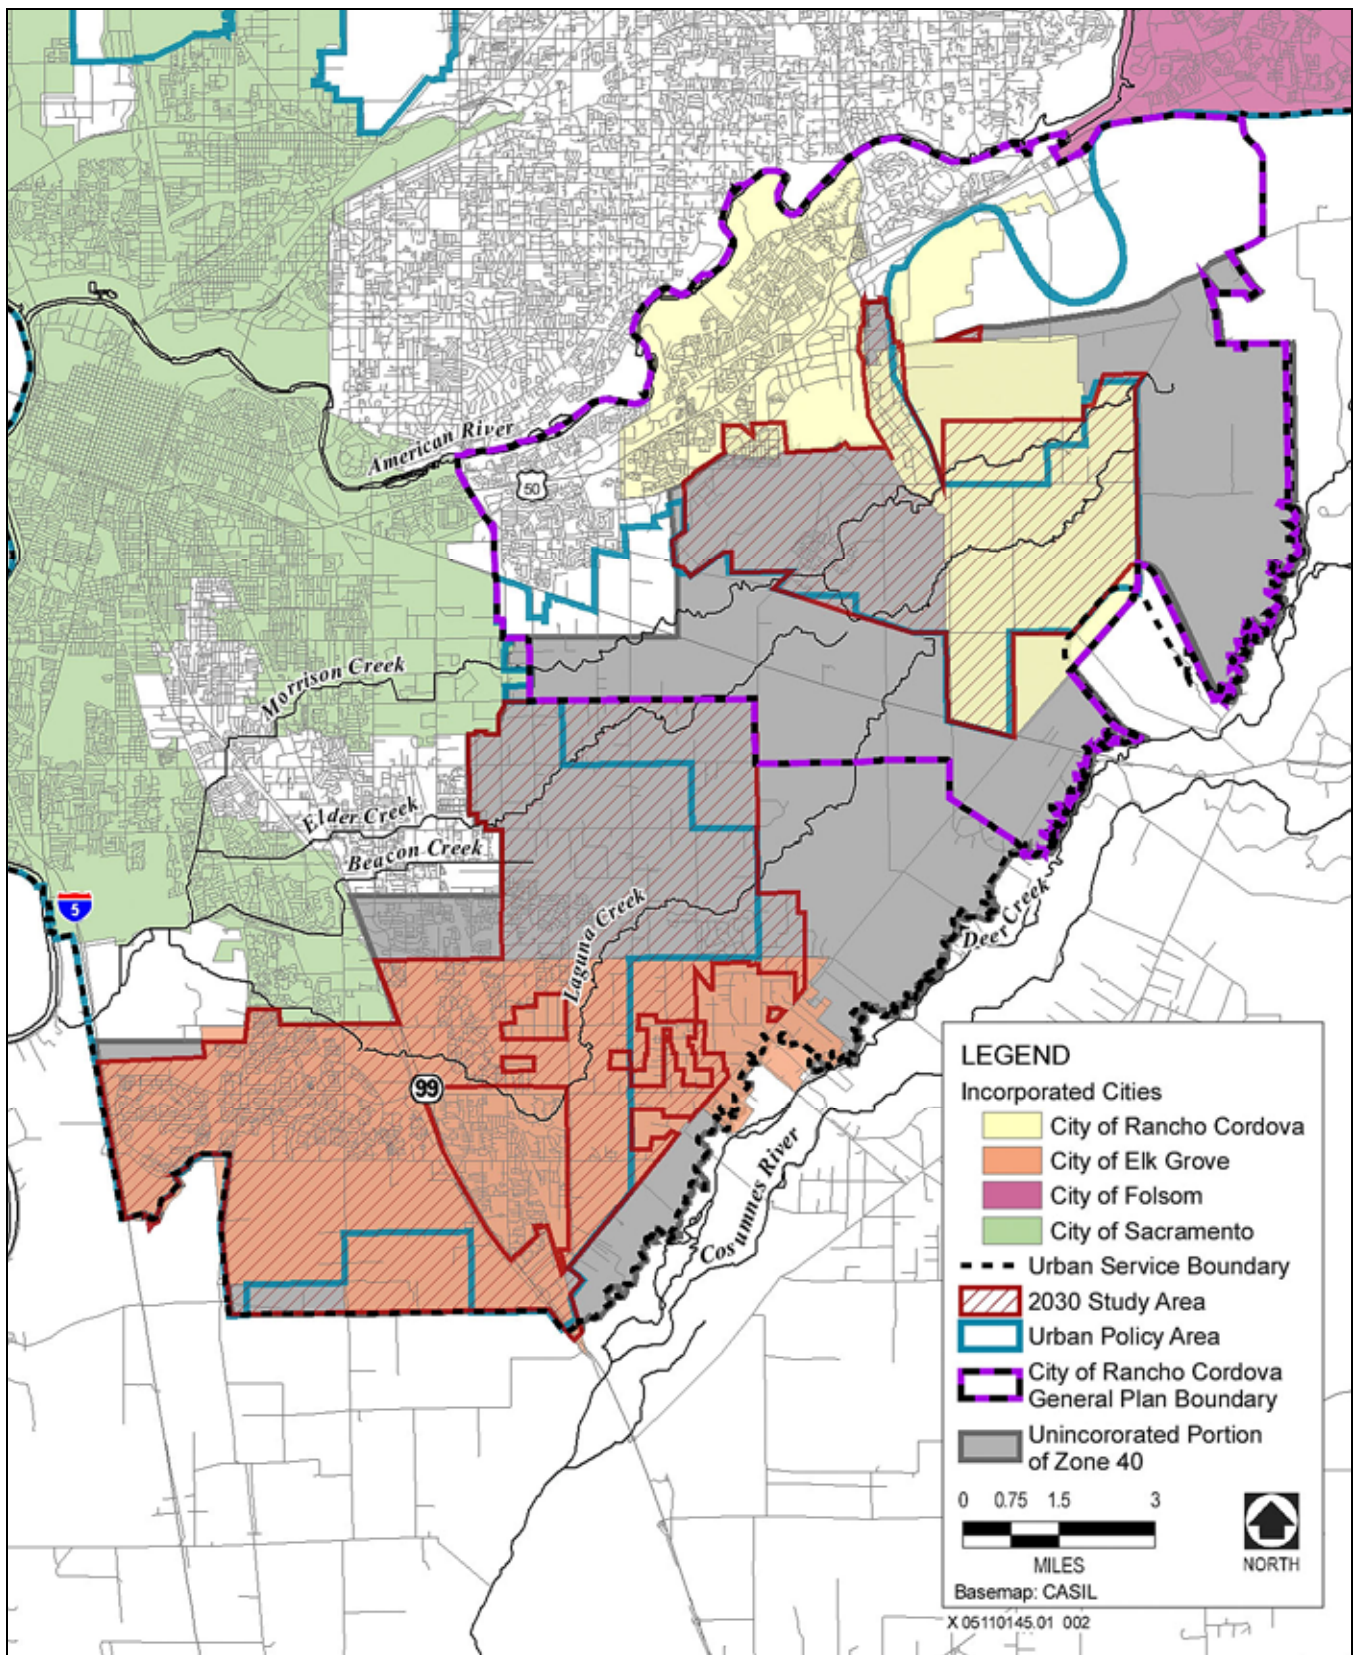 American River
50
Morrison Creek
Elder Creek
Beacon Creek
5
Laguna Creek
Deer Creek
99
Cosumnes River
LEGEND
Incorporated Cities
City of Rancho Cordova
City of Elk Grove
City of Folsom
City of Sacramento
Urban Service Boundary
2030 Study Area
Urban Policy Area
City of Rancho Cordova
General Plan Boundary
Unincororated Portion
of Zone 40
0 0.75 1.5 3
MILES
NORTH
Basemap: CASIL
X 05110145.01 002